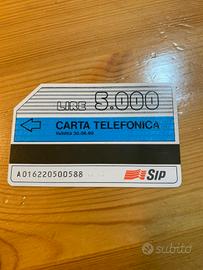 LIRE 5.000
CARTA TELEFONICA
A016220500588
SIP
subito